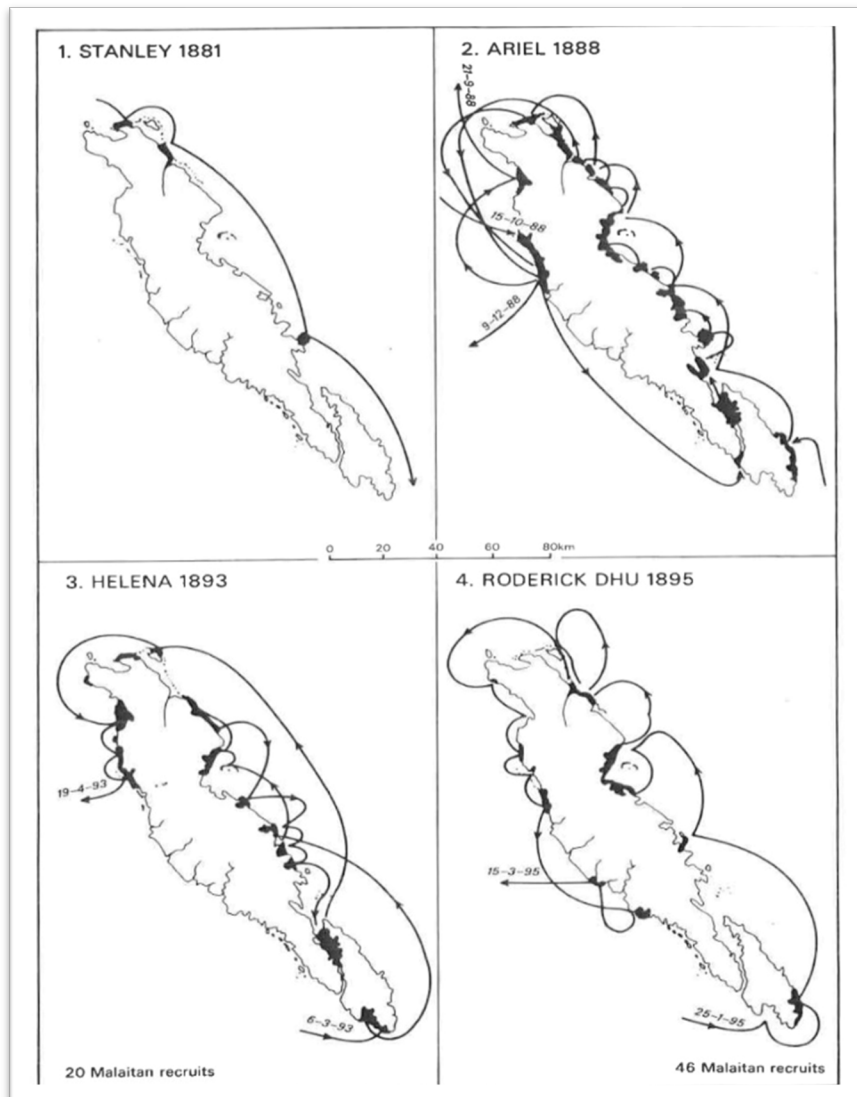 1. STANLEY 1881
2. ARIEL 1888
21-9-88
15-10-88
9-12-88
0 20 40 60 80km
3. HELENA 1893
19-4-93
6-3-93
20 Malaitan recruits
4. RODERICK DHU 1895
15-3-95
25-1-95
46 Malaitan recruits